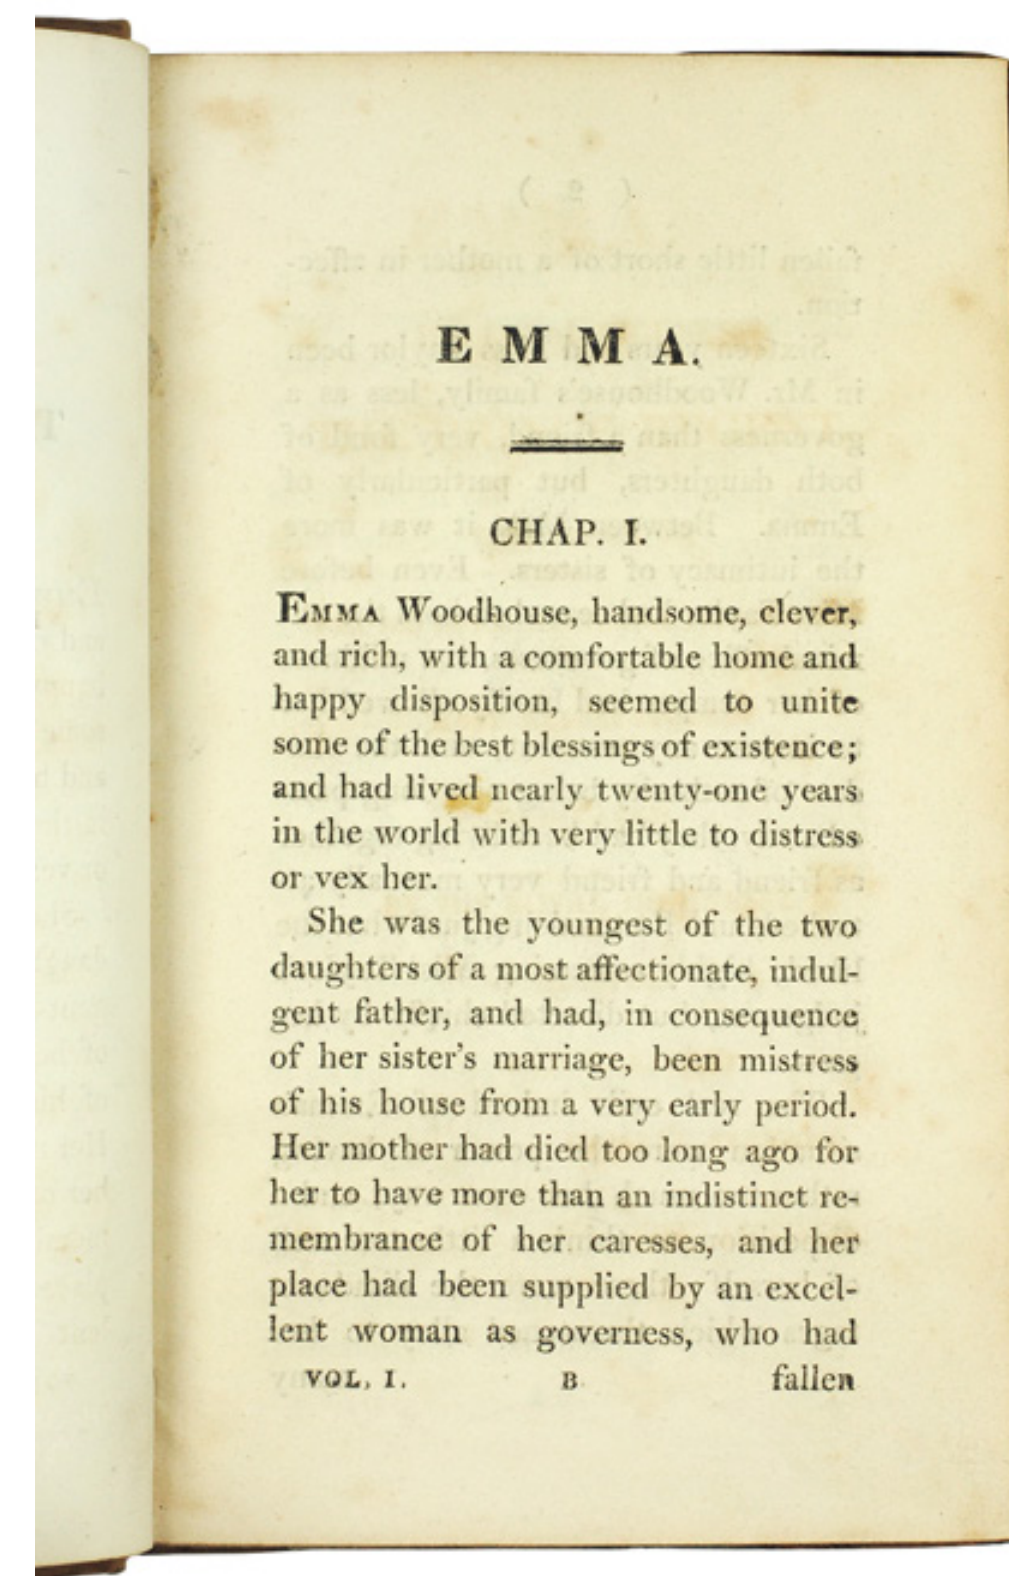 EMMA.
CHAP. I.
EMMA Woodhouse, handsome, clever,
and rich, with a comfortable home and
happy disposition, seemed to unite
some of the best blessings of existence;
and had lived nearly twenty-one years
in the world with very little to distress
or vex her.
She was the youngest of the two
daughters of a most affectionate, indul-
gent father, and had, in consequence
of her sister's marriage, been mistress
of his house from a very early period.
Her mother had died too long ago for
her to have more than an indistinct re-
membrance of her caresses, and her
place had been supplied by an excel-
lent woman as governess, who had
VOL. I. B fallen